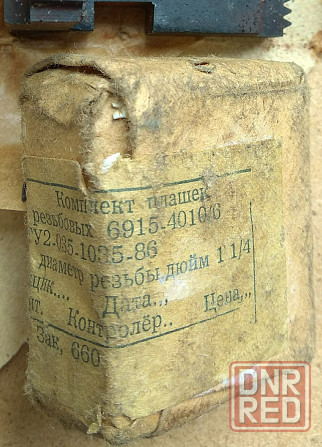 Комплект плашек
резьбовых 6915-4010/6
ТУ2-035-1035-86
диаметр резьбы дюйм 1 1/4
Дата.,,
Контролёр.. Цена,,.
Зак, 660
DNR
RED